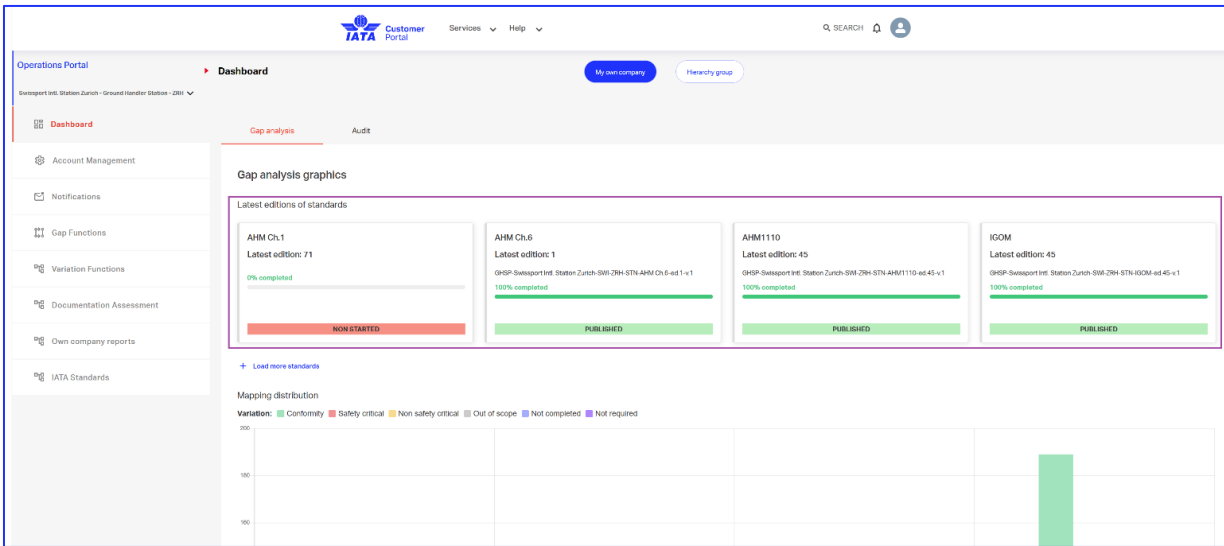 IATA
Customer
Portal
Services
Help
SEARCH
Operations Portal
Swissport Intl. Station Zurich - Ground Handler Station - ZRH
Dashboard
My own company
Hierarchy group
Dashboard
Account Management
Notifications
Gap Functions
Variation Functions
Documentation Assessment
Own company reports
IATA Standards
Gap analysis
Audit
Gap analysis graphics
Latest editions of standards
AHM Ch.1
Latest edition: 71
0% completed
NON STARTED
AHM Ch.6
Latest edition: 1
GHSP-Swissport Intl. Station Zurich-SWI-ZRH-STN-AHM Ch.6-ed.1-v.1
100% completed
PUBLISHED
AHM1110
Latest edition: 45
GHSP-Swissport Intl. Station Zurich-SWI-ZRH-STN-AHM1110-ed.45-v.1
100% completed
PUBLISHED
IGOM
Latest edition: 45
GHSP-Swissport Intl. Station Zurich-SWI-ZRH-STN-IGOM-ed.45-v.1
100% completed
PUBLISHED
+ Load more standards
Mapping distribution
Variation: Conformity Safety critical Non safety critical Out of scope Not completed Not required
200
180
160